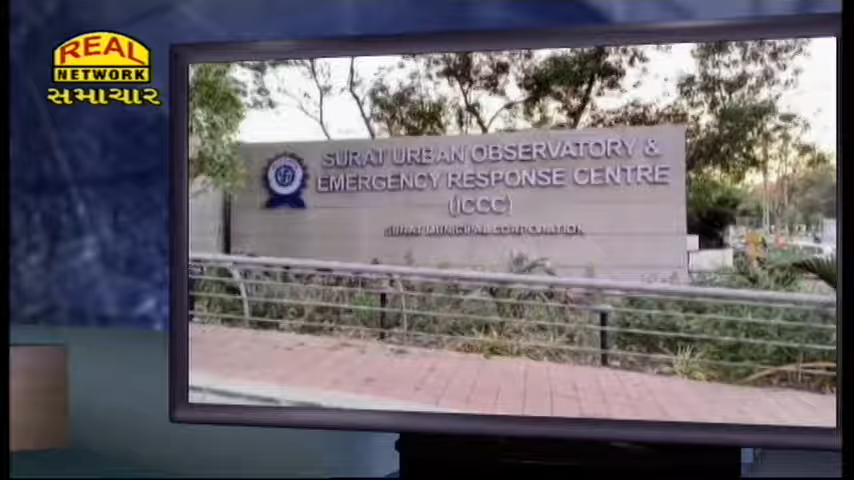 REAL
NETWORK
સમાચાર
SURAT URBAN OBSERVATORY &
EMERGENCY RESPONSE CENTRE
(ICCC)
SURAT MUNICIPAL CORPORATION